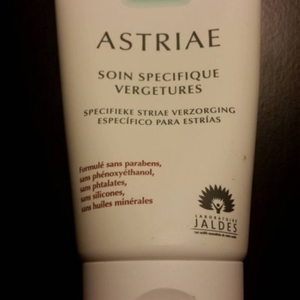 ASTRIAE
SOIN SPECIFIQUE
VERGETURES
SPECIFIEKE STRIAE VERZORGING
ESPECÍFICO PARA ESTRÍAS
Formulé sans parabens,
sans phénoxyéthanol,
sans phtalates,
sans silicones,
sans huiles minérales
LABORATOIRE
JALDES